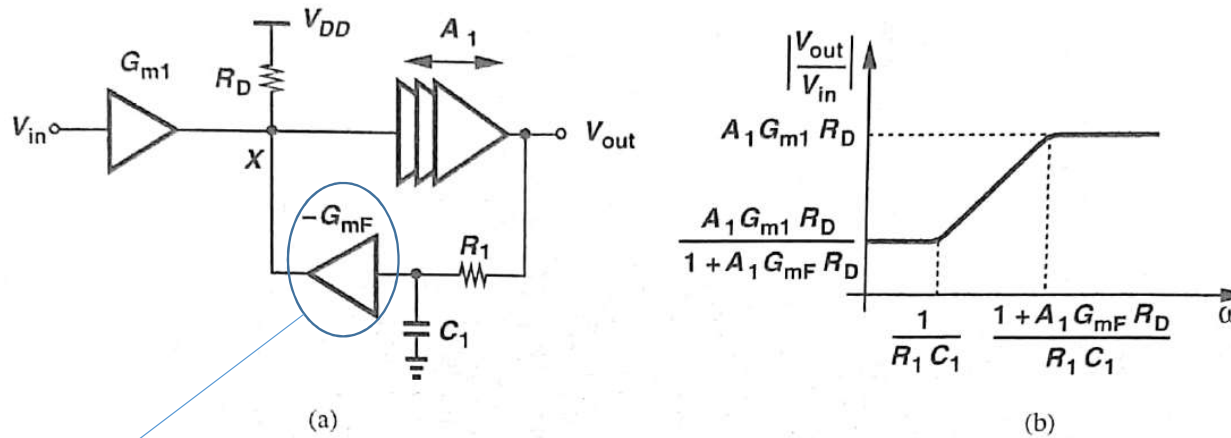 V_DD
A_1
G_m1
R_D
V_in
X
V_out
−G_mF
R_1
C_1
(a)
|V_out / V_in|
A_1 G_m1 R_D
A_1 G_m1 R_D
1 + A_1 G_mF R_D
1
R_1 C_1
1 + A_1 G_mF R_D
R_1 C_1
(b)